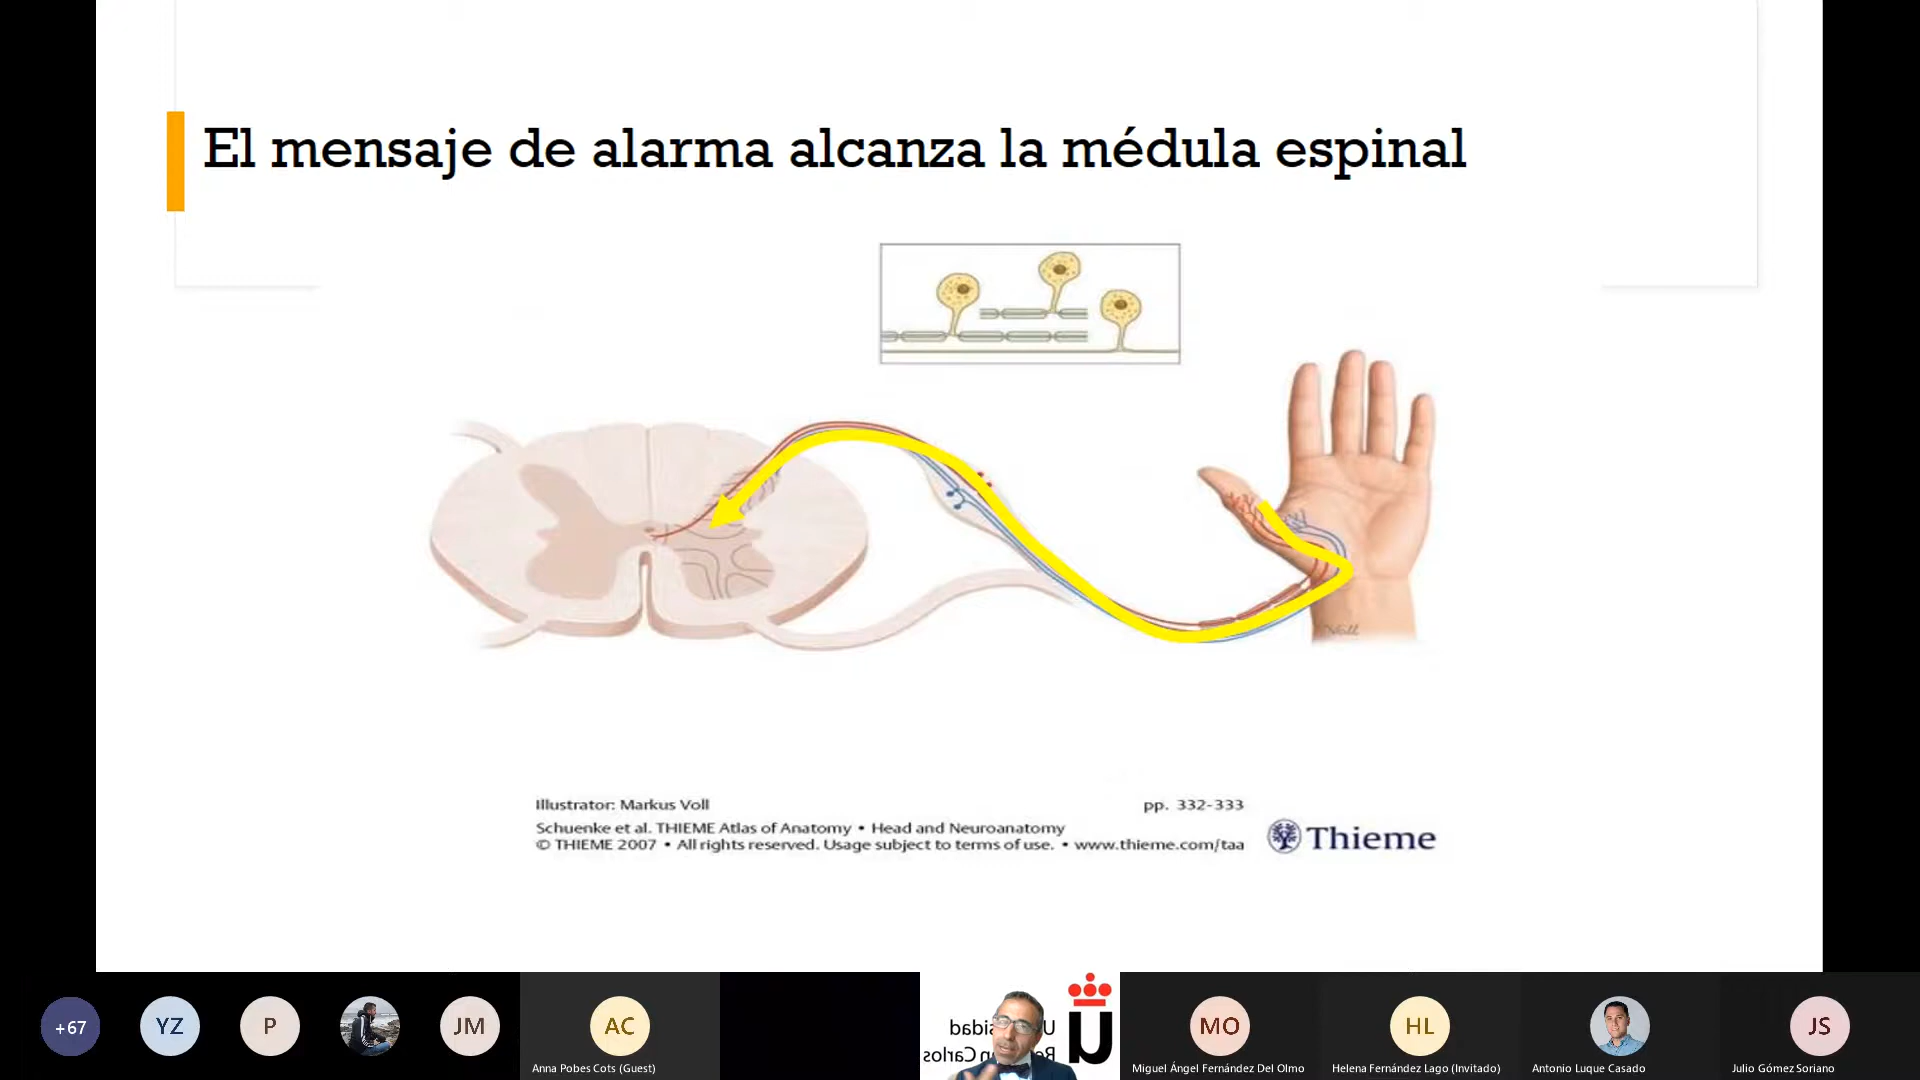 El mensaje de alarma alcanza la médula espinal
Voll
Illustrator: Markus Voll
pp. 332-333
Schuenke et al. THIEME Atlas of Anatomy • Head and Neuroanatomy
© THIEME 2007 • All rights reserved. Usage subject to terms of use. • www.thieme.com/taa
Thieme
+67
YZ
P
JM
AC
Anna Pobes Cots (Guest)
MO
Miguel Ángel Fernández Del Olmo
HL
Helena Fernández Lago (Invitado)
Antonio Luque Casado
JS
Julio Gómez Soriano